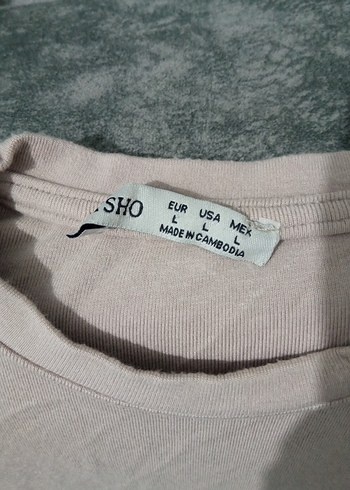 .SHO
EUR USA MEX
L L L
MADE IN CAMBODIA